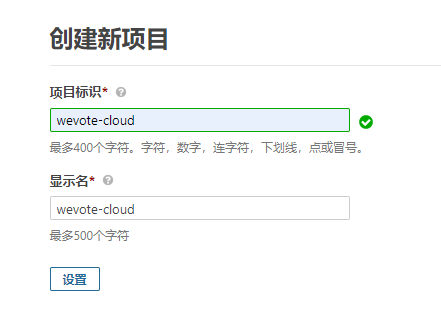 创建新项目
项目标识*
wevote-cloud
最多400个字符。字符，数字，连字符，下划线，点或冒号。
显示名*
wevote-cloud
最多500个字符
设置